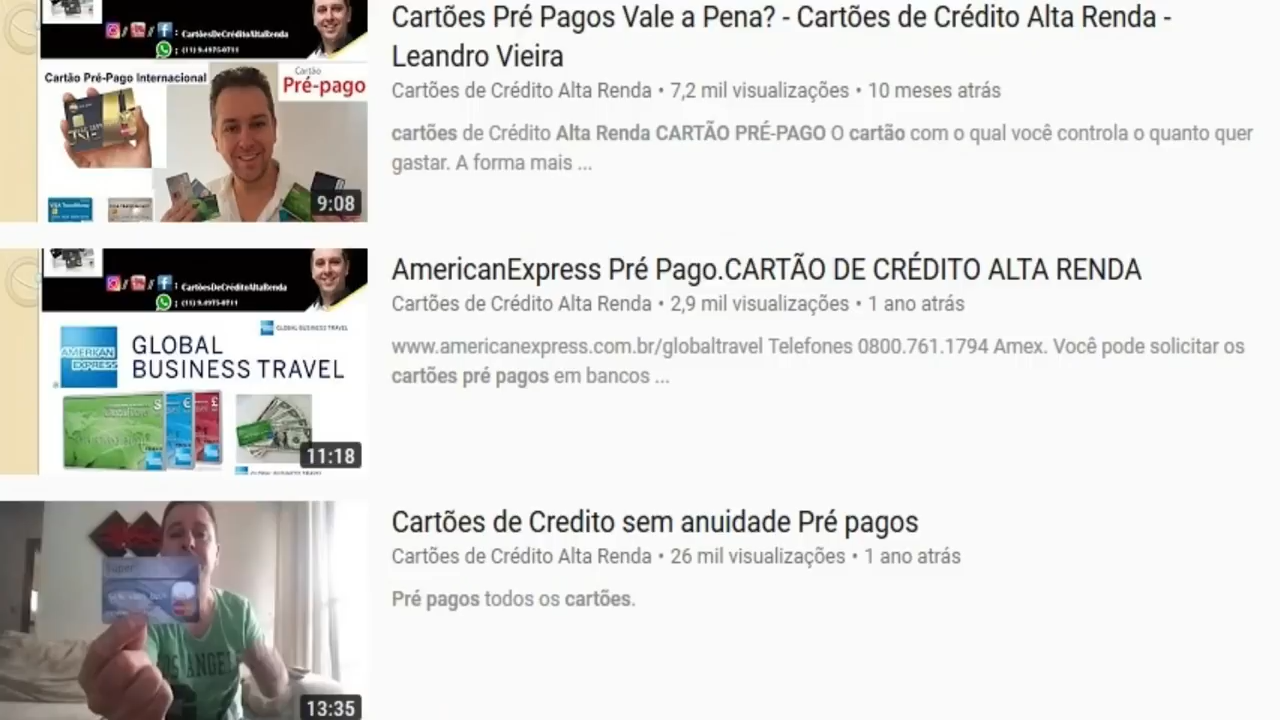 CartõesDeCréditoAltaRenda
Cartão Pré-Pago Internacional
Cartão
Pré-pago
9:08
Cartões Pré Pagos Vale a Pena? - Cartões de Crédito Alta Renda -
Leandro Vieira
Cartões de Crédito Alta Renda • 7,2 mil visualizações • 10 meses atrás
cartões de Crédito Alta Renda CARTÃO PRÉ-PAGO O cartão com o qual você controla o quanto quer
gastar. A forma mais ...
CartõesDeCréditoAltaRenda
GLOBAL BUSINESS TRAVEL
AMERICAN
EXPRESS
GLOBAL
BUSINESS TRAVEL
$
€
£
11:18
AmericanExpress Pré Pago.CARTÃO DE CRÉDITO ALTA RENDA
Cartões de Crédito Alta Renda • 2,9 mil visualizações • 1 ano atrás
www.americanexpress.com.br/globaltravel Telefones 0800.761.1794 Amex. Você pode solicitar os
cartões pré pagos em bancos ...
Super
13:35
Cartões de Credito sem anuidade Pré pagos
Cartões de Crédito Alta Renda • 26 mil visualizações • 1 ano atrás
Pré pagos todos os cartões.